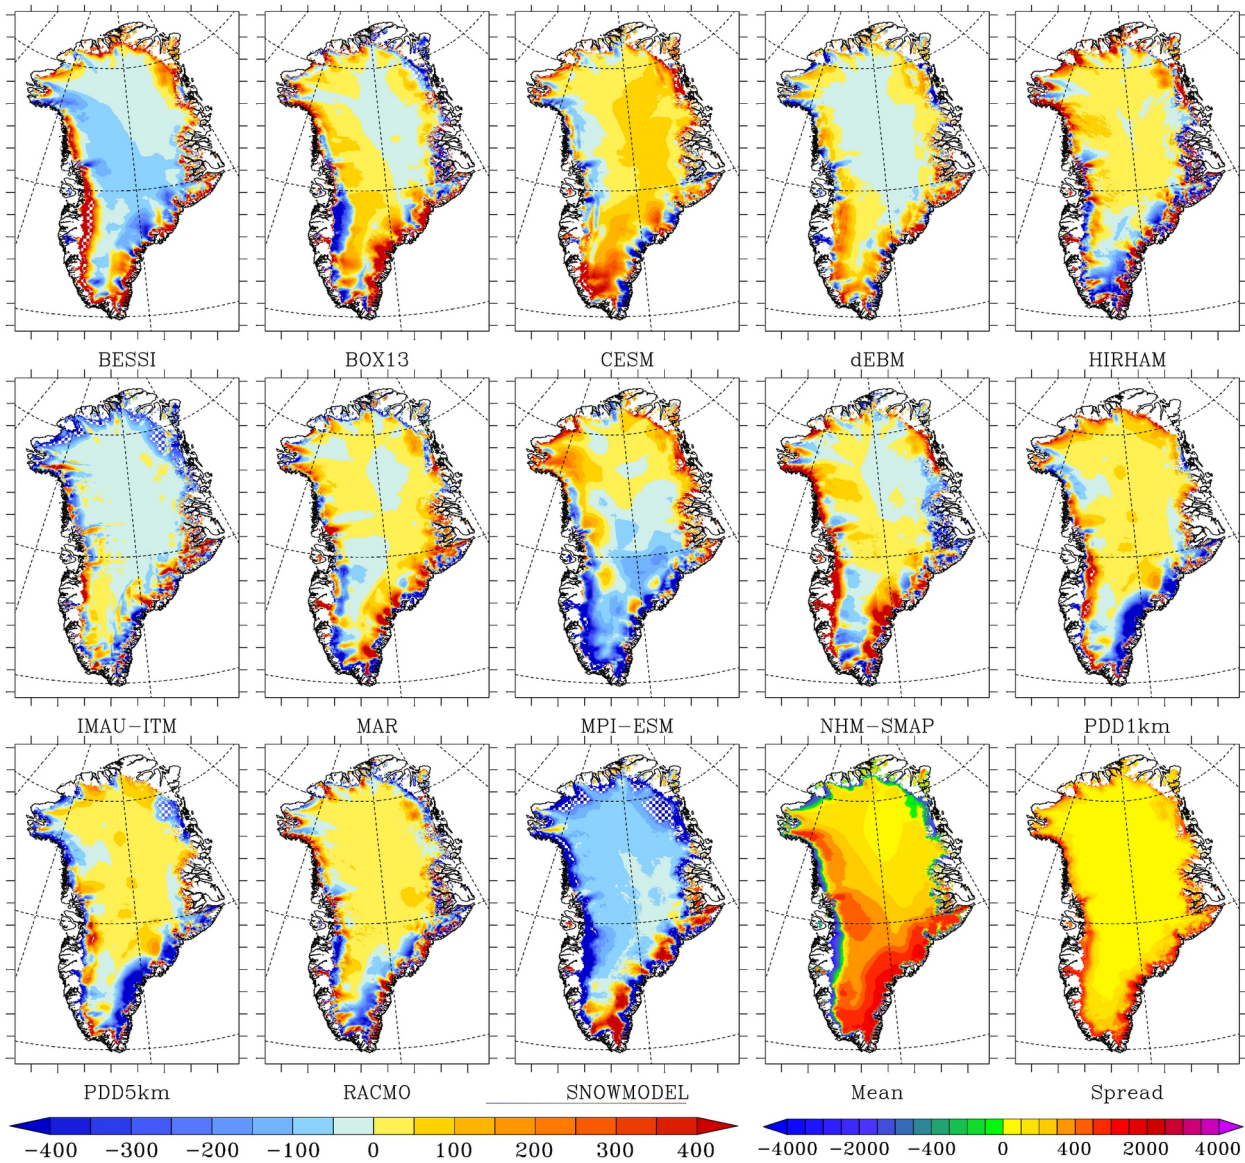 BESSI BOX13 CESM dEBM HIRHAM
IMAU-ITM MAR MPI-ESM NHM-SMAP PDD1km
PDD5km RACMO SNOWMODEL Mean Spread
-400 -300 -200 -100 0 100 200 300 400 -4000 -2000 -400 0 400 2000 4000